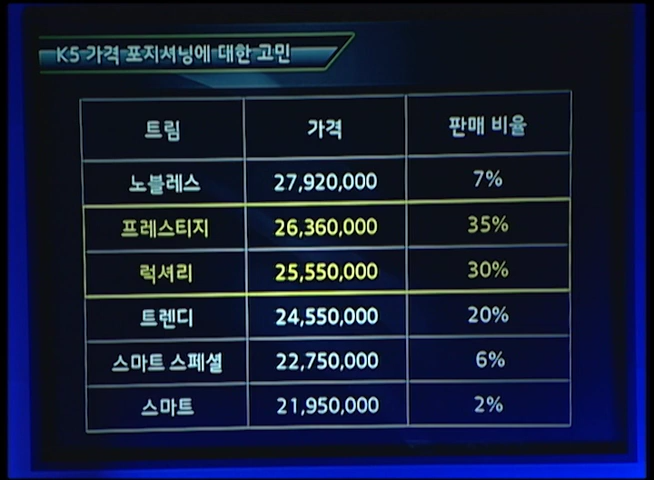 K5 가격 포지셔닝에 대한 고민
트림 가격 판매 비율
노블레스 27,920,000 7%
프레스티지 26,360,000 35%
럭셔리 25,550,000 30%
트렌디 24,550,000 20%
스마트 스페셜 22,750,000 6%
스마트 21,950,000 2%